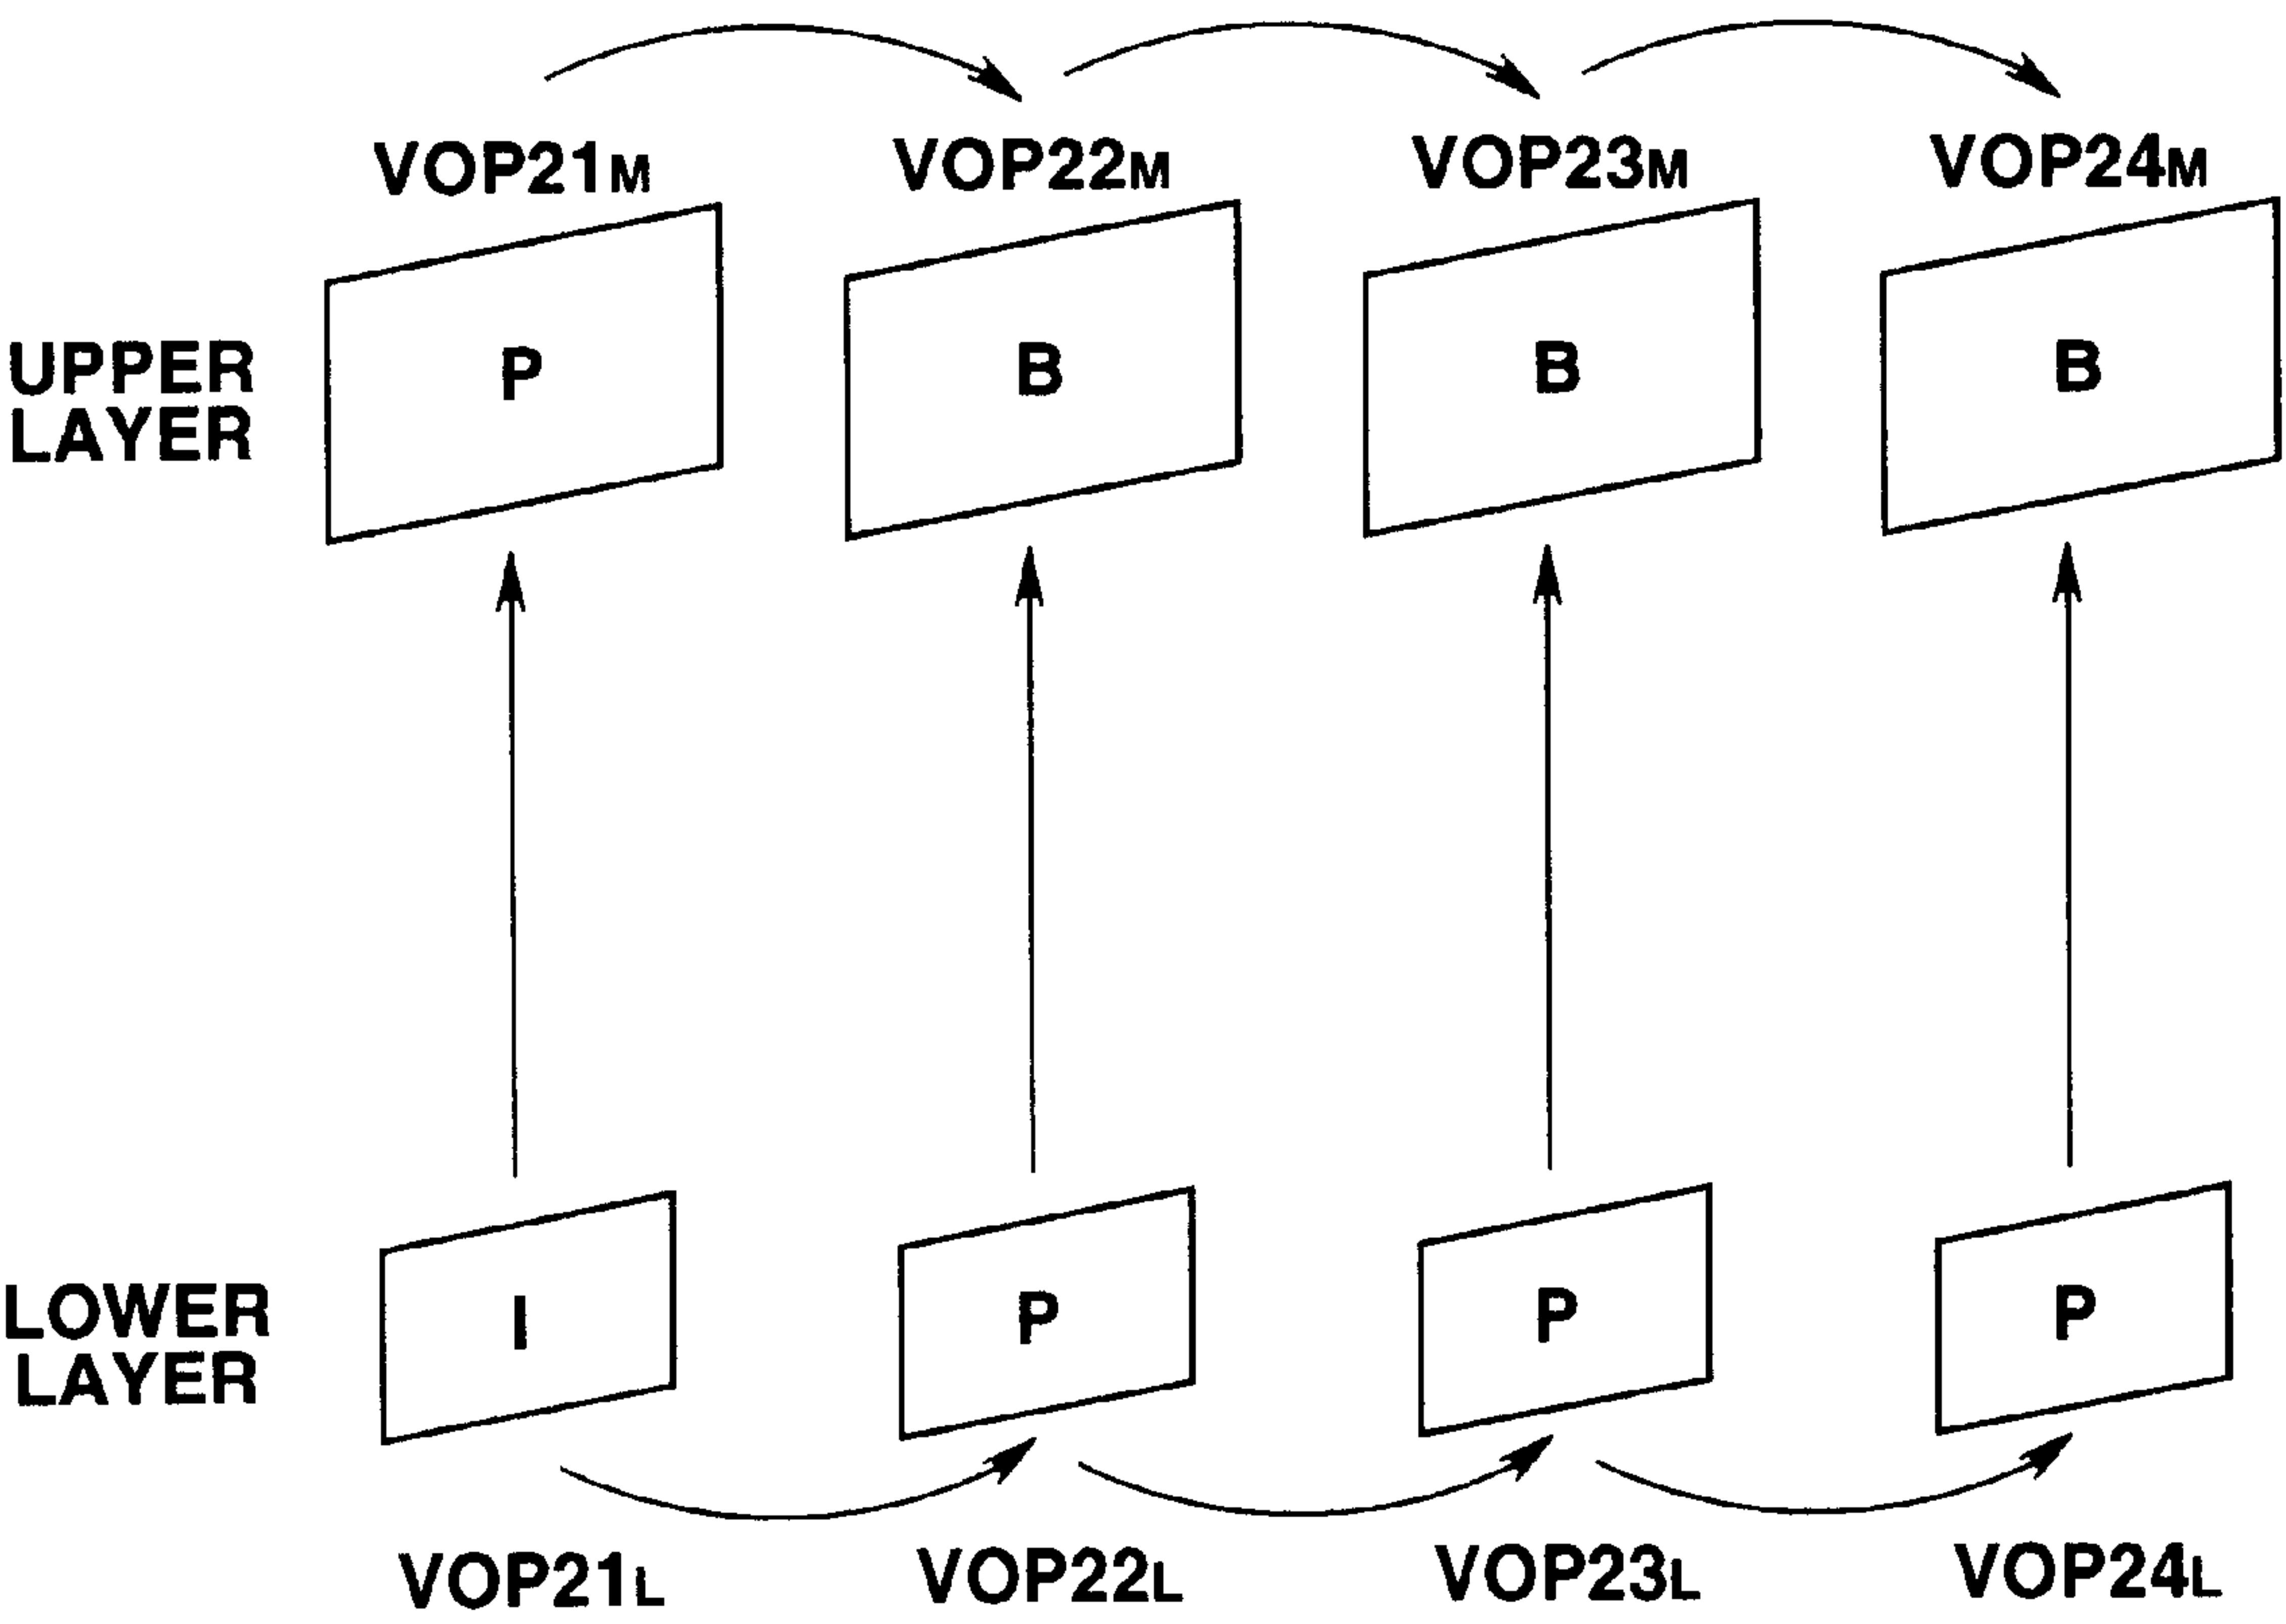 VOP21M VOP22M VOP23M VOP24M
UPPER
LAYER
P B B B
LOWER
LAYER
I P P P
VOP21L VOP22L VOP23L VOP24L